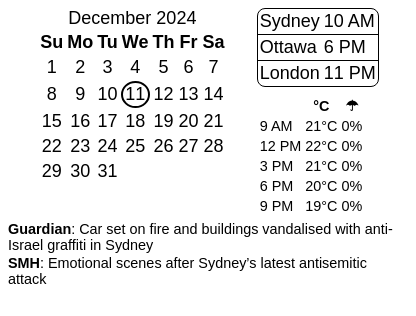 December 2024
Su Mo Tu We Th Fr Sa
1 2 3 4 5 6 7
8 9 10 11 12 13 14
15 16 17 18 19 20 21
22 23 24 25 26 27 28
29 30 31
Sydney 10 AM
Ottawa 6 PM
London 11 PM
°C ☂
9 AM 21°C 0%
12 PM 22°C 0%
3 PM 21°C 0%
6 PM 20°C 0%
9 PM 19°C 0%
Guardian: Car set on fire and buildings vandalised with anti-
Israel graffiti in Sydney
SMH: Emotional scenes after Sydney's latest antisemitic
attack